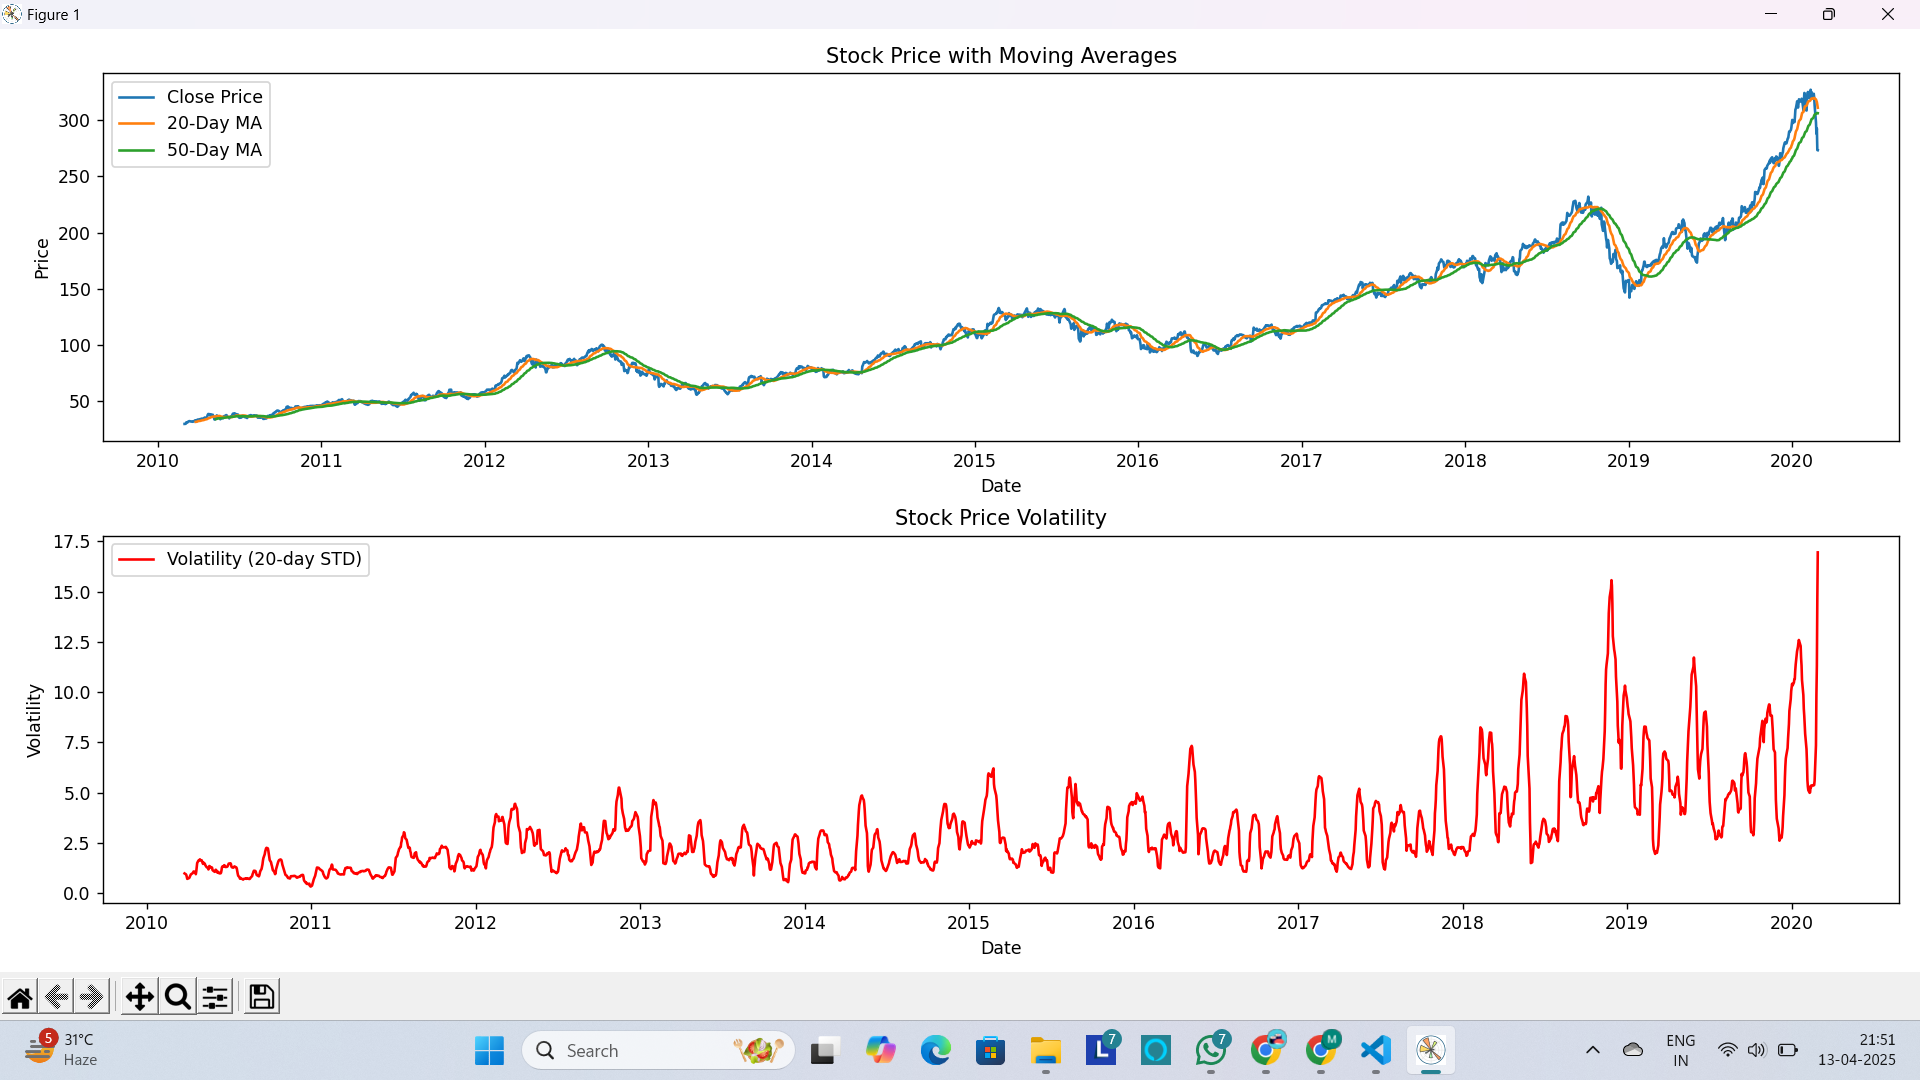 Figure 1
Stock Price with Moving Averages
Close Price
20-Day MA
50-Day MA
300
250
200
150
100
50
Price
2010 2011 2012 2013 2014 2015 2016 2017 2018 2019 2020
Date
Stock Price Volatility
Volatility (20-day STD)
17.5
15.0
12.5
10.0
7.5
5.0
2.5
0.0
Volatility
2010 2011 2012 2013 2014 2015 2016 2017 2018 2019 2020
Date
5
31°C
Haze
Search
L
7
7
M
ENG
IN
21:51
13-04-2025